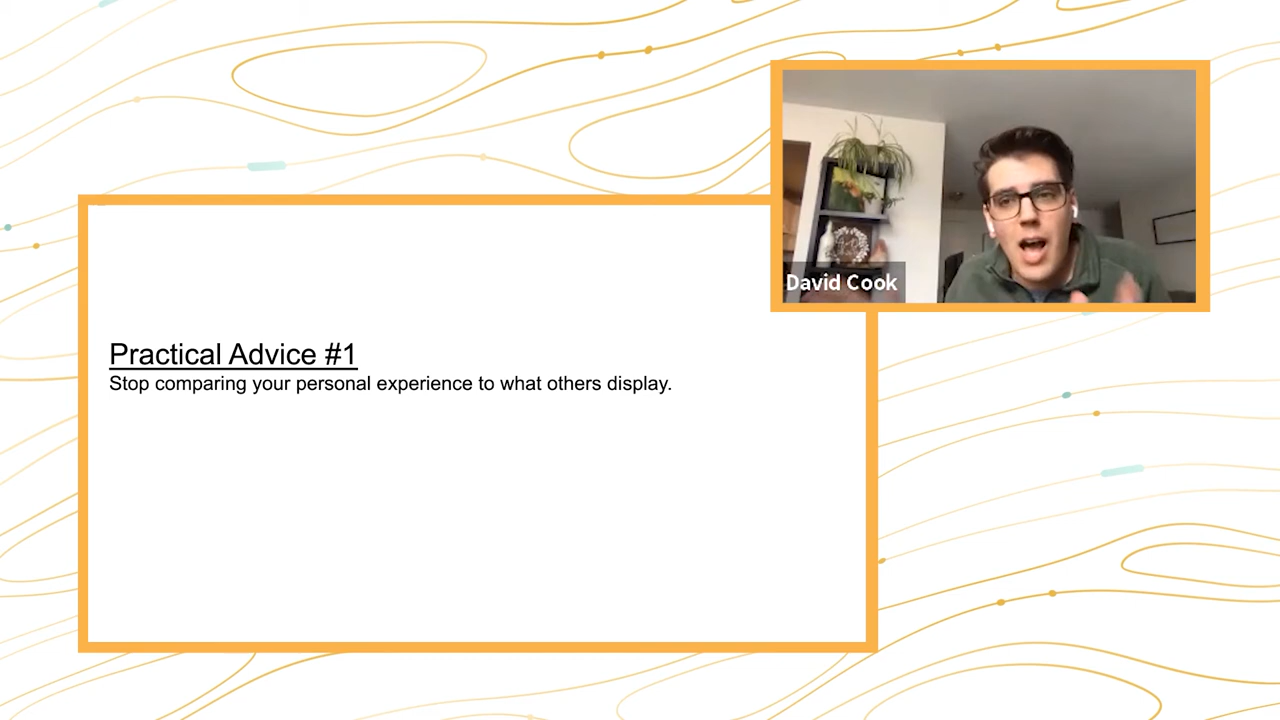 David Cook
Practical Advice #1
Stop comparing your personal experience to what others display.